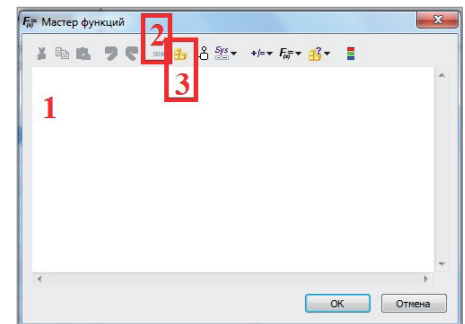 F(x)= Мастер функций
2
Sys +/= F(x)=
3
1
OK Отмена